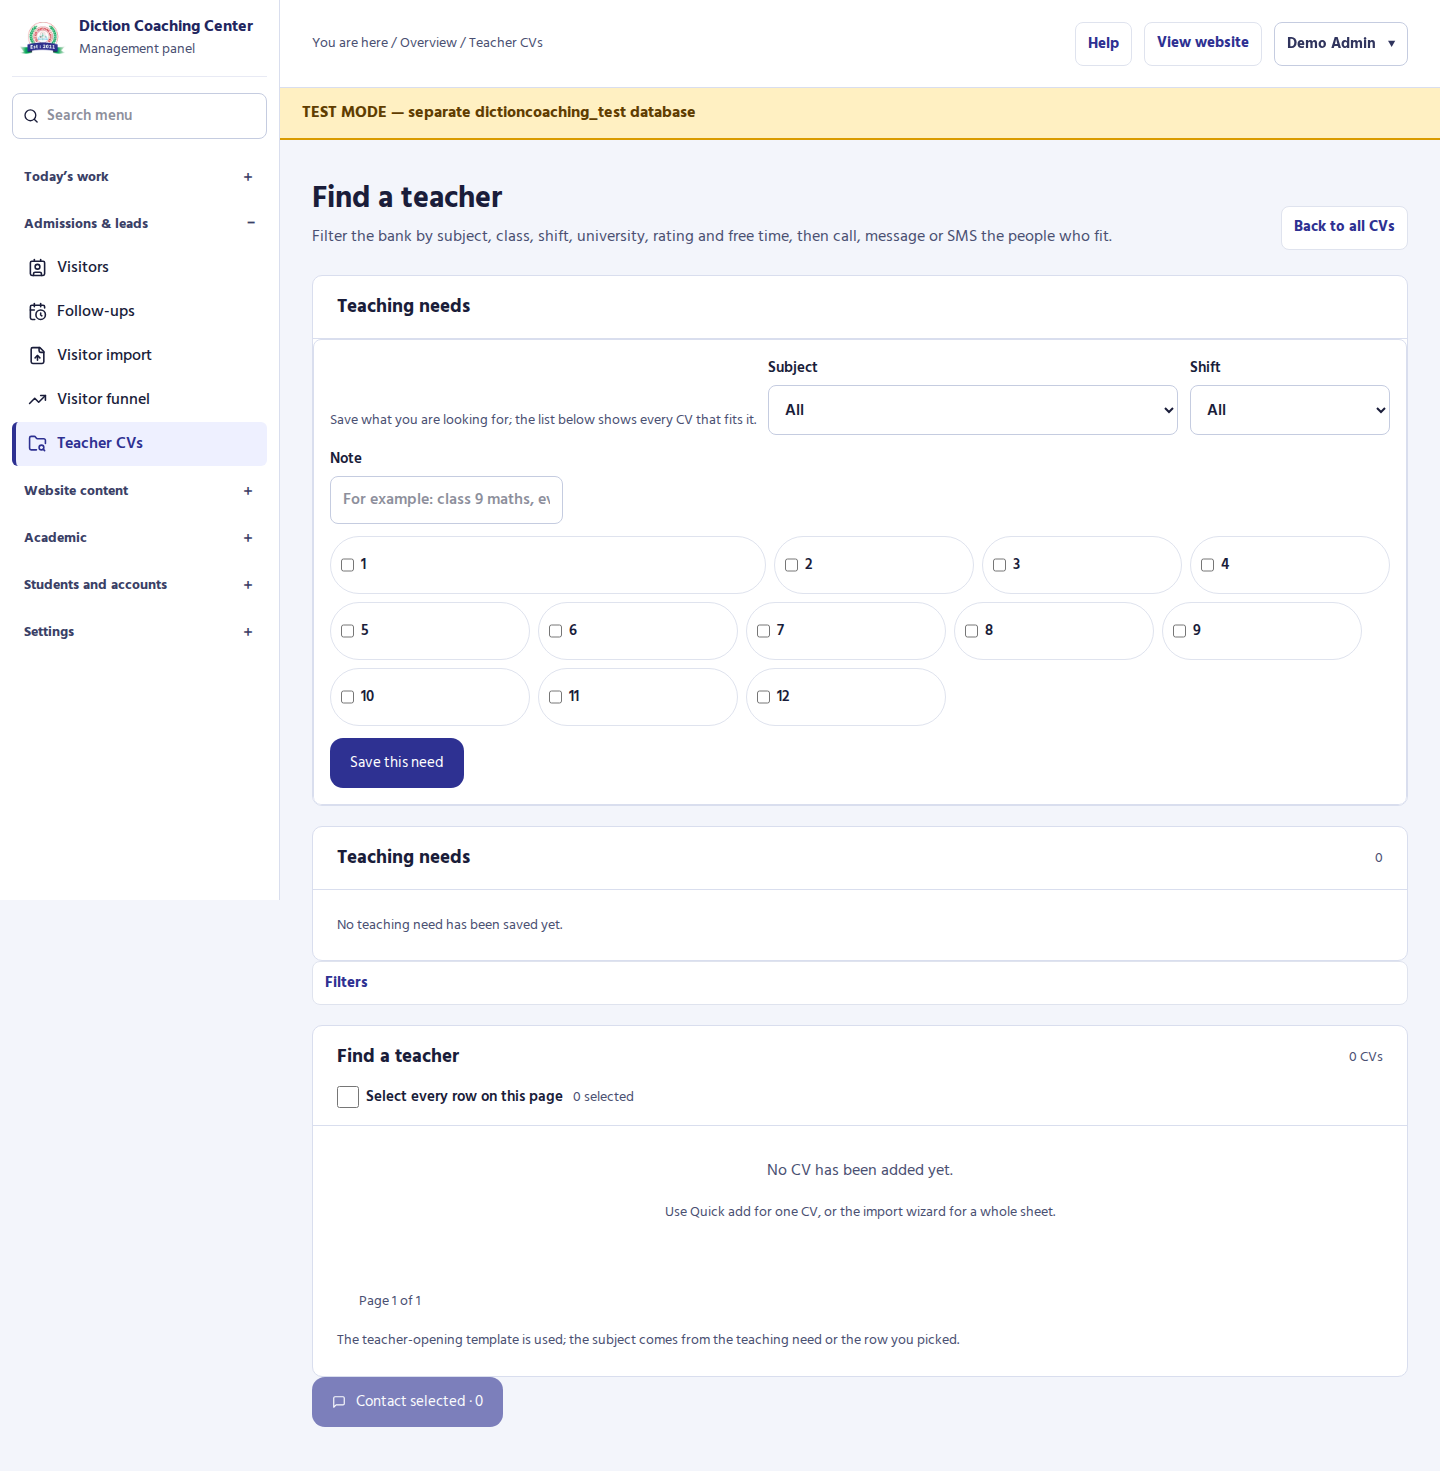 Diction Coaching Center
Management panel
Est : 2011
Search menu
Today's work
Admissions & leads
Visitors
Follow-ups
Visitor import
Visitor funnel
Teacher CVs
Website content
Academic
Students and accounts
Settings
You are here / Overview / Teacher CVs
Help
View website
Demo Admin
TEST MODE — separate dictioncoaching_test database
Find a teacher
Filter the bank by subject, class, shift, university, rating and free time, then call, message or SMS the people who fit.
Back to all CVs
Teaching needs
Save what you are looking for; the list below shows every CV that fits it.
Subject
All
Shift
All
Note
For example: class 9 maths, ev
1
2
3
4
5
6
7
8
9
10
11
12
Save this need
Teaching needs
0
No teaching need has been saved yet.
Filters
Find a teacher
0 CVs
Select every row on this page 0 selected
No CV has been added yet.
Use Quick add for one CV, or the import wizard for a whole sheet.
Page 1 of 1
The teacher-opening template is used; the subject comes from the teaching need or the row you picked.
Contact selected · 0